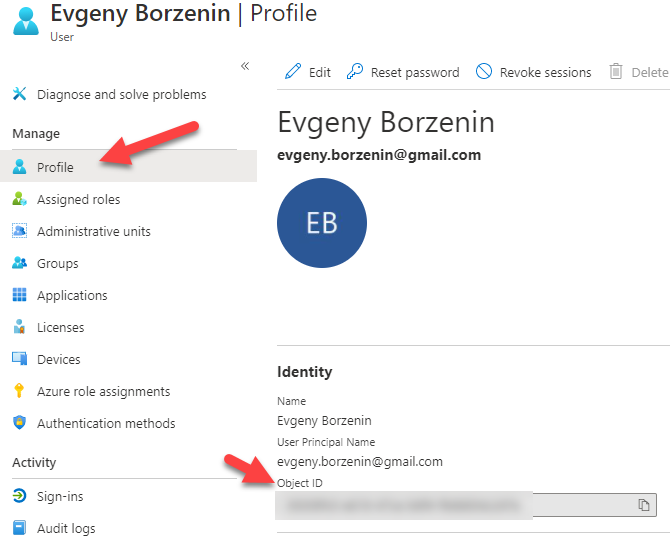 Evgeny Borzenin | Profile
User
«
Diagnose and solve problems
Manage
Profile
Assigned roles
Administrative units
Groups
Applications
Licenses
Devices
Azure role assignments
Authentication methods
Activity
Sign-ins
Audit logs
Edit Reset password Revoke sessions Delete
Evgeny Borzenin
evgeny.borzenin@gmail.com
EB
Identity
Name
Evgeny Borzenin
User Principal Name
evgeny.borzenin@gmail.com
Object ID